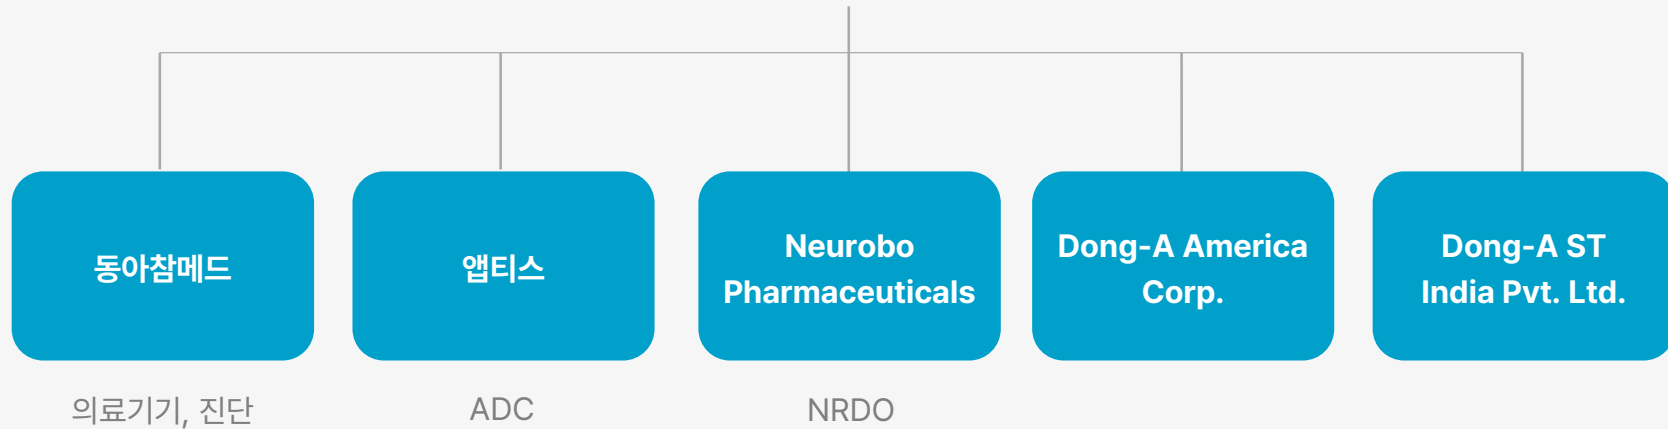 동아참메드
앱티스
Neurobo
Pharmaceuticals
Dong-A America
Corp.
Dong-A ST
India Pvt. Ltd.
의료기기, 진단
ADC
NRDO